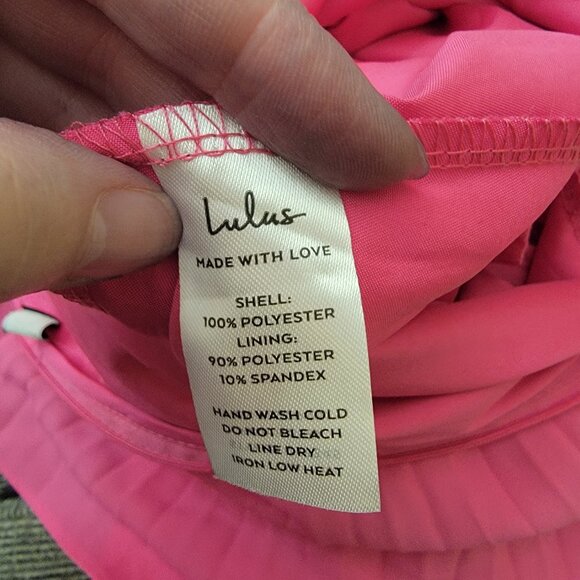 Lulus
MADE WITH LOVE
SHELL:
100% POLYESTER
LINING:
90% POLYESTER
10% SPANDEX
HAND WASH COLD
DO NOT BLEACH
LINE DRY
IRON LOW HEAT